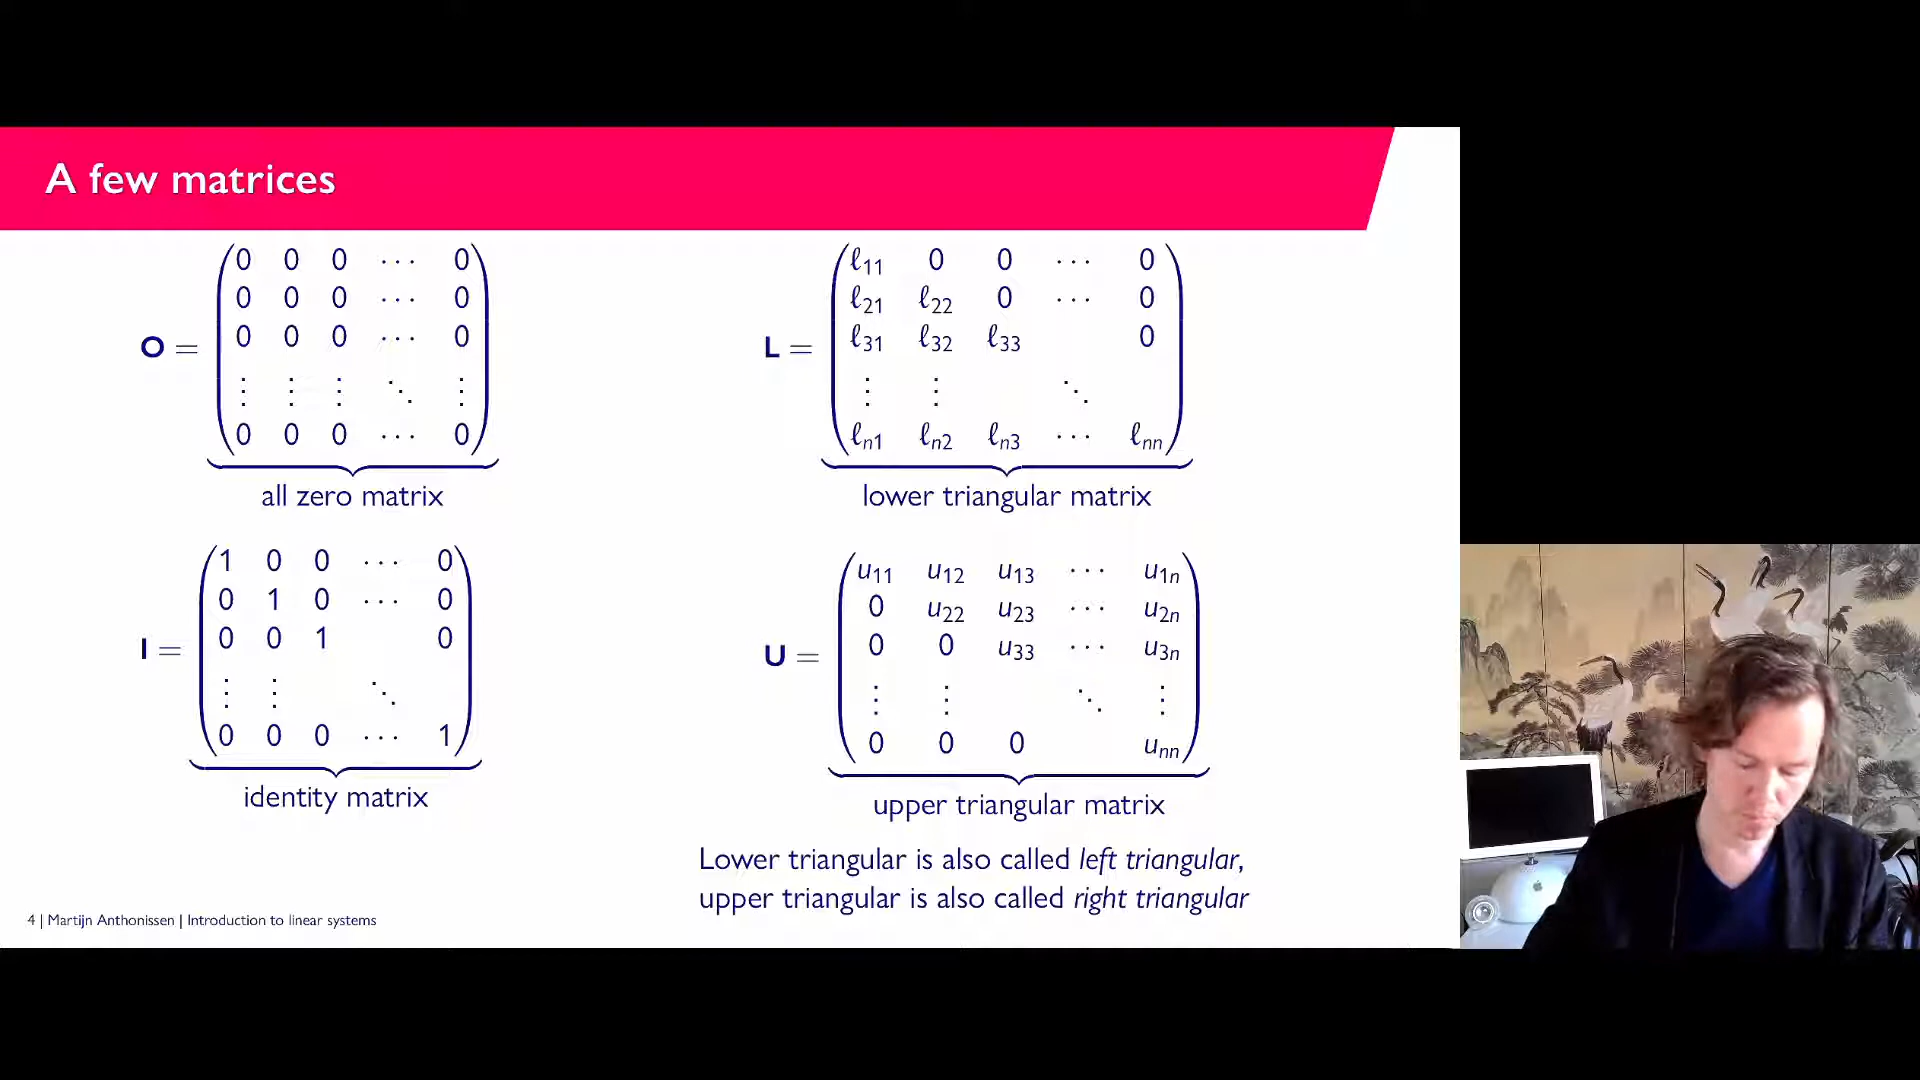 A few matrices
O =
0 0 0 ⋯ 0
0 0 0 ⋯ 0
0 0 0 ⋯ 0
⋮ ⋮ ⋮ ⋱ ⋮
0 0 0 ⋯ 0
all zero matrix
L =
ℓ11 0 0 ⋯ 0
ℓ21 ℓ22 0 ⋯ 0
ℓ31 ℓ32 ℓ33 0
⋮ ⋮ ⋱
ℓn1 ℓn2 ℓn3 ⋯ ℓnn
lower triangular matrix
I =
1 0 0 ⋯ 0
0 1 0 ⋯ 0
0 0 1 0
⋮ ⋮ ⋱
0 0 0 ⋯ 1
identity matrix
U =
u11 u12 u13 ⋯ u1n
0 u22 u23 ⋯ u2n
0 0 u33 ⋯ u3n
⋮ ⋮ ⋱ ⋮
0 0 0 unn
upper triangular matrix
Lower triangular is also called left triangular,
upper triangular is also called right triangular
4 | Martijn Anthonissen | Introduction to linear systems